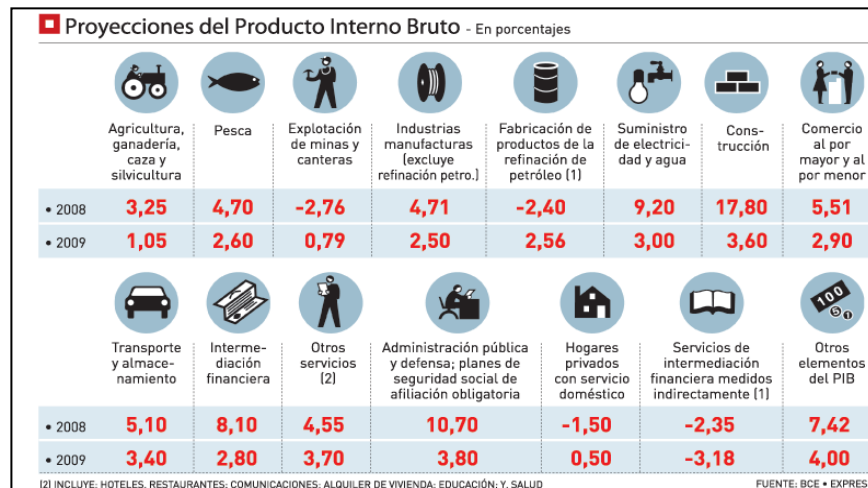 Proyecciones del Producto Interno Bruto - En porcentajes
Agricultura, ganadería, caza y silvicultura
Pesca
Explotación de minas y canteras
Industrias manufacturas (excluye refinación petro.)
Fabricación de productos de la refinación de petróleo (1)
Suministro de electrici-dad y agua
Cons-trucción
Comercio al por mayor y al por menor
• 2008 3,25 4,70 -2,76 4,71 -2,40 9,20 17,80 5,51
• 2009 1,05 2,60 0,79 2,50 2,56 3,00 3,60 2,90
100
5 1
Transporte y almace-namiento
Interme-diación financiera
Otros servicios (2)
Administración pública y defensa; planes de seguridad social de afiliación obligatoria
Hogares privados con servicio doméstico
Servicios de intermediación financiera medidos indirectamente (1)
Otros elementos del PIB
• 2008 5,10 8,10 4,55 10,70 -1,50 -2,35 7,42
• 2009 3,40 2,80 3,70 3,80 0,50 -3,18 4,00
(2) INCLUYE: HOTELES, RESTAURANTES; COMUNICACIONES; ALQUILER DE VIVIENDA; EDUCACIÓN; Y, SALUD
FUENTE: BCE • EXPRES